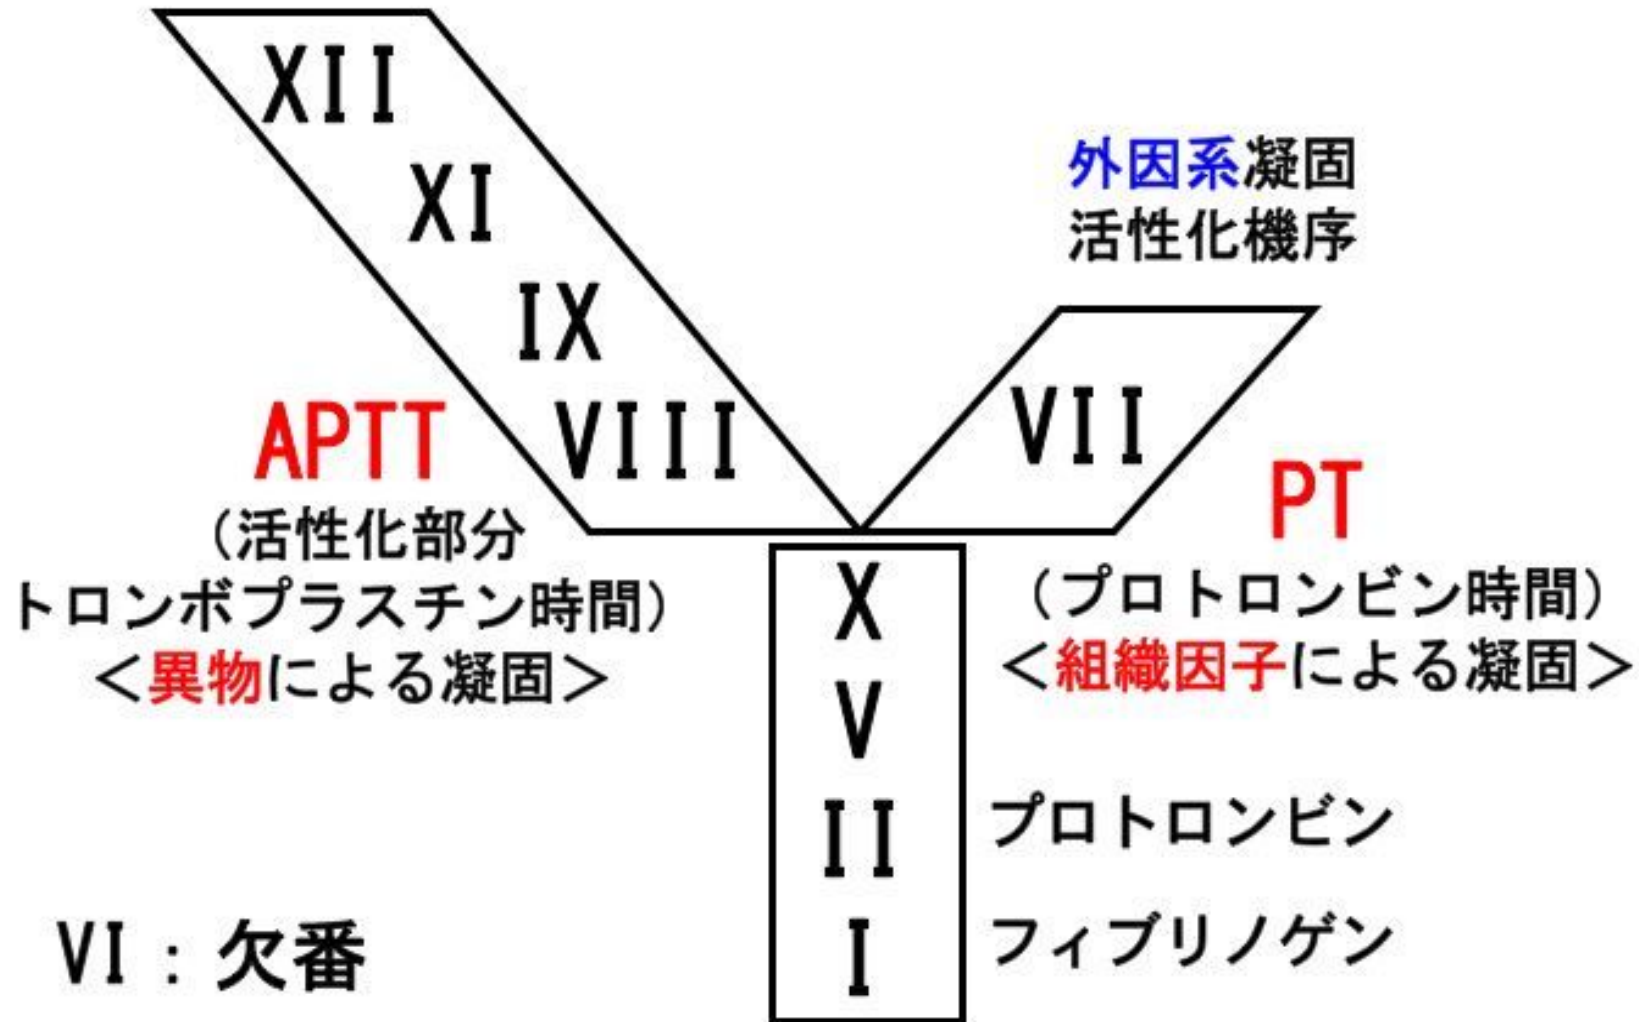 XII
XI
IX
VIII
外因系凝固
活性化機序
VII
APTT
(活性化部分
トロンボプラスチン時間)
<異物による凝固>
PT
(プロトロンビン時間)
<組織因子による凝固>
X
V
II プロトロンビン
I フィブリノゲン
VI:欠番